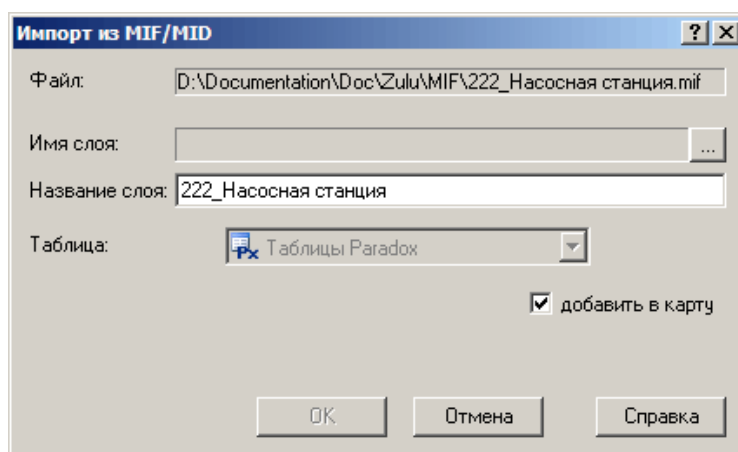 Импорт из MIF/MID
Файл: D:\Documentation\Doc\Zulu\MIF\222_Насосная станция.mif
Имя слоя: ...
Название слоя: 222_Насосная станция
Таблица: Px Таблицы Paradox
добавить в карту
OK Отмена Справка